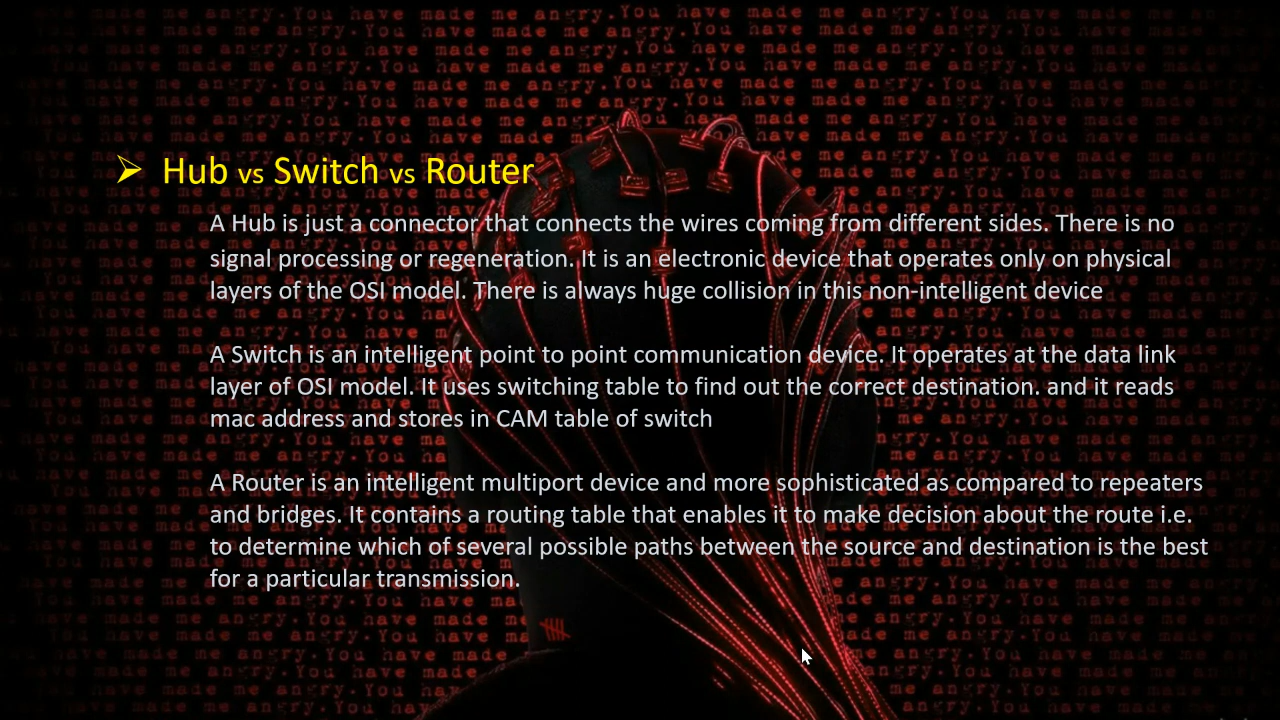 Hub vs Switch vs Router
A Hub is just a connector that connects the wires coming from different sides. There is no
signal processing or regeneration. It is an electronic device that operates only on physical
layers of the OSI model. There is always huge collision in this non-intelligent device
A Switch is an intelligent point to point communication device. It operates at the data link
layer of OSI model. It uses switching table to find out the correct destination. and it reads
mac address and stores in CAM table of switch
A Router is an intelligent multiport device and more sophisticated as compared to repeaters
and bridges. It contains a routing table that enables it to make decision about the route i.e.
to determine which of several possible paths between the source and destination is the best
for a particular transmission.